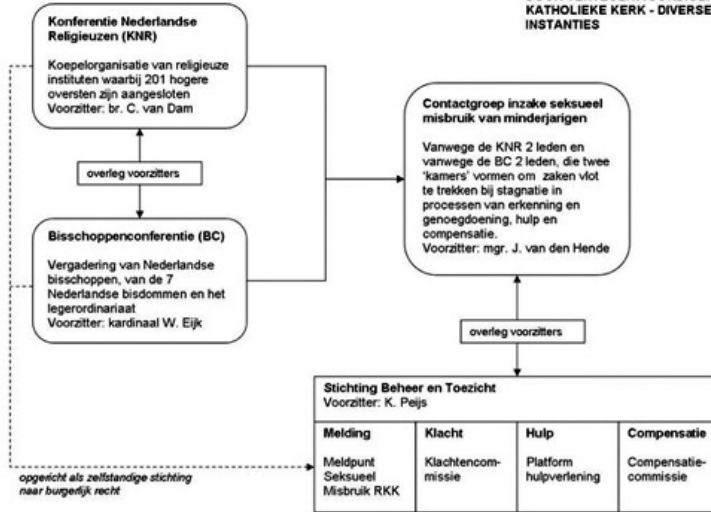 KATHOLIEKE KERK - DIVERSE
INSTANTIES
Konferentie Nederlandse
Religieuzen (KNR)
Koepelorganisatie van religieuze
instituten waarbij 201 hogere
oversten zijn aangesloten
Voorzitter: br. C. van Dam
overleg voorzitters
Bisschoppenconferentie (BC)
Vergadering van Nederlandse
bisschoppen, van de 7
Nederlandse bisdommen en het
legerordinariaat
Voorzitter: kardinaal W. Eijk
Contactgroep inzake seksueel
misbruik van minderjarigen
Vanwege de KNR 2 leden en
vanwege de BC 2 leden, die twee
‘kamers’ vormen om zaken vlot
te trekken bij stagnatie in
processen van erkenning en
genoegdoening, hulp en
compensatie.
Voorzitter: mgr. J. van den Hende
overleg voorzitters
Stichting Beheer en Toezicht
Voorzitter: K. Peijs
Melding
Meldpunt
Seksueel
Misbruik RKK
Klacht
Klachtencom-
missie
Hulp
Platform
hulpverlening
Compensatie
Compensatie-
commissie
opgericht als zelfstandige stichting
naar burgerlijk recht